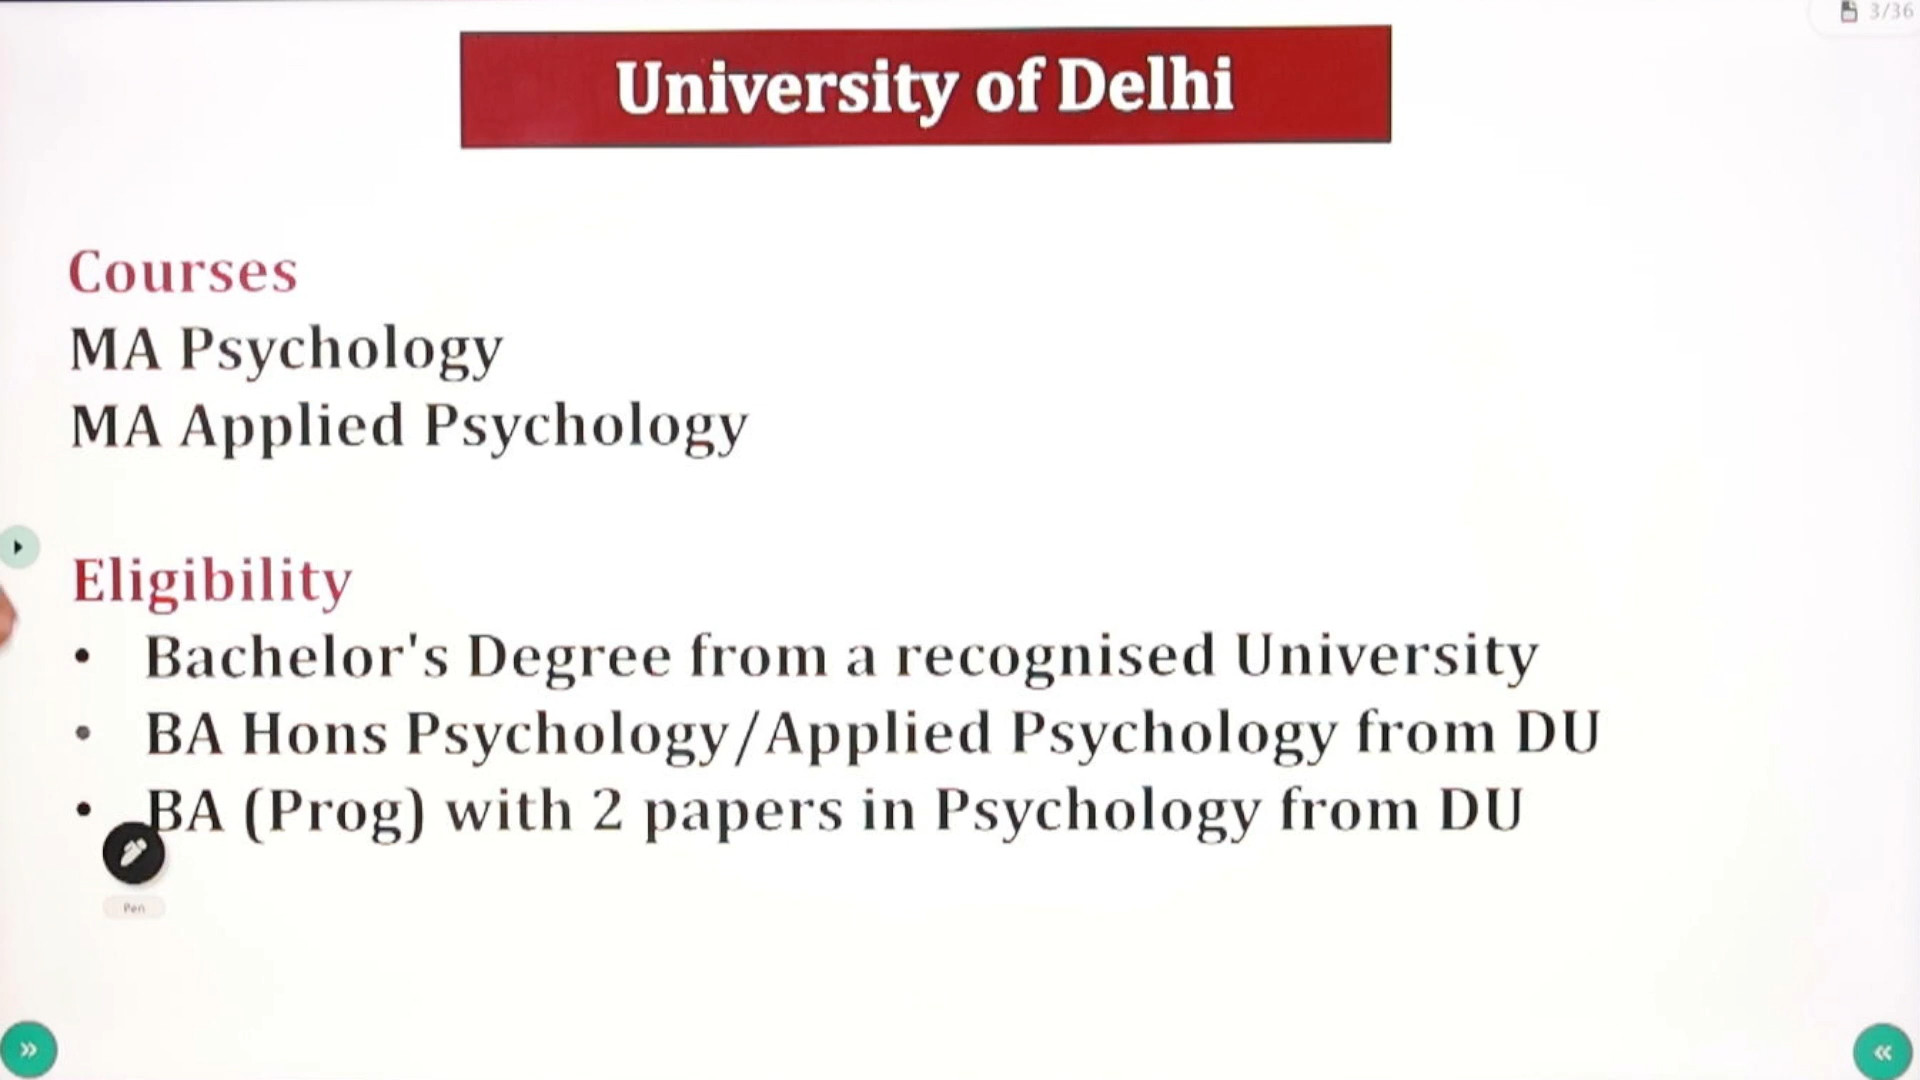 3/36
University of Delhi
Courses
MA Psychology
MA Applied Psychology
Eligibility
• Bachelor's Degree from a recognised University
• BA Hons Psychology/Applied Psychology from DU
• BA (Prog) with 2 papers in Psychology from DU
Pen